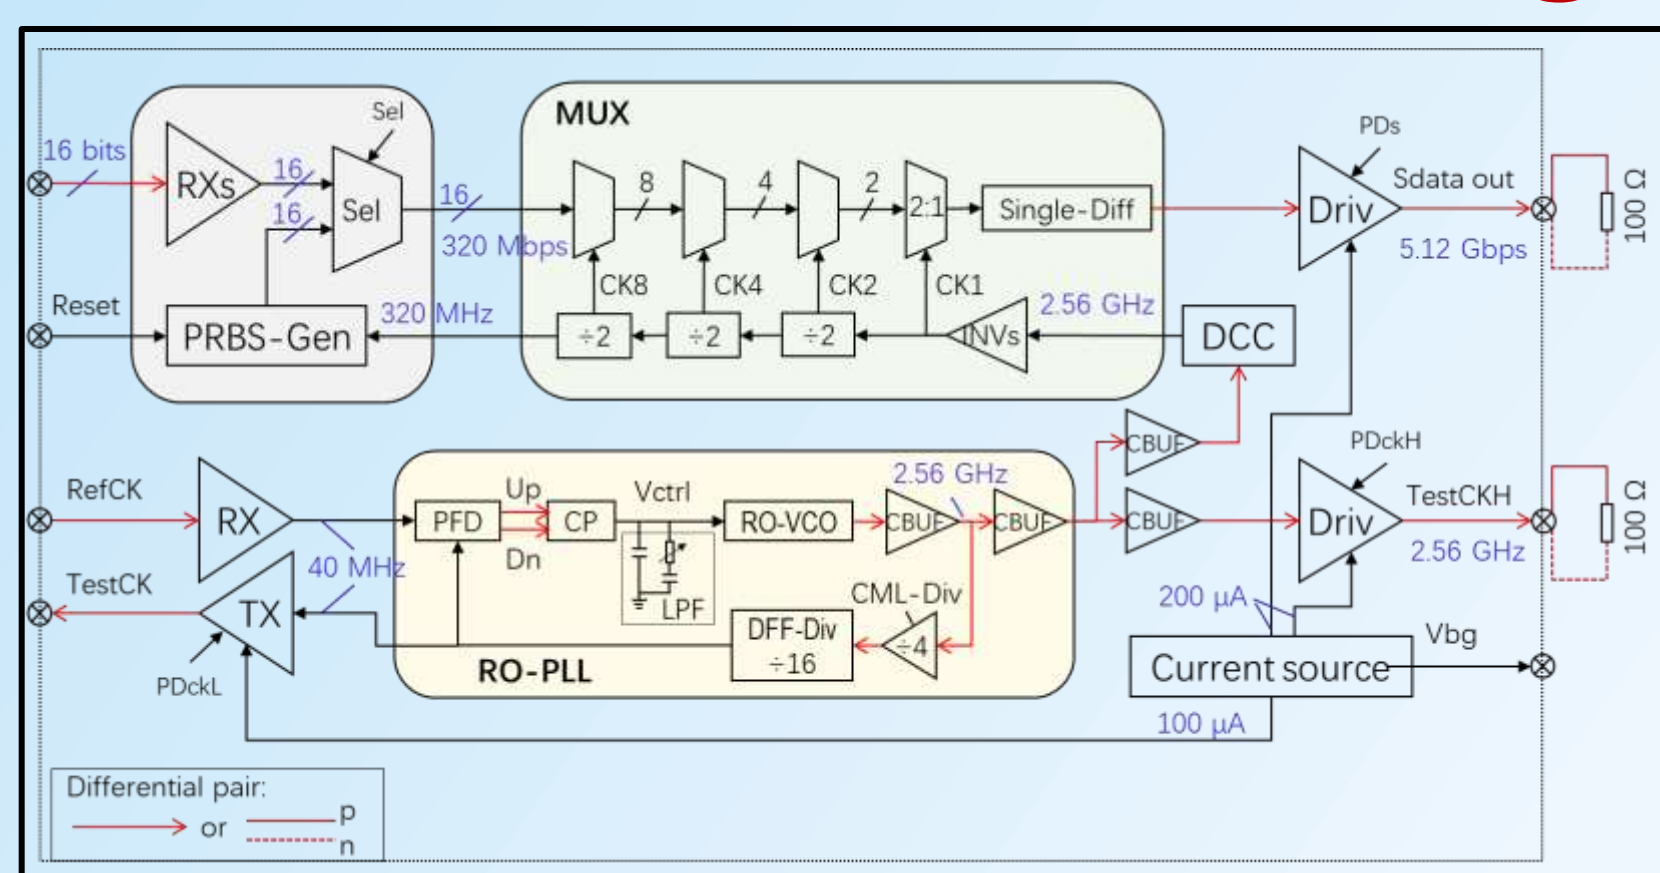 MUX
Sel
PDs
16 bits
RXs
16
16
Sel
16
320 Mbps
8
4
2
2:1
Single-Diff
Driv
Sdata out
5.12 Gbps
100 Ω
CK8
CK4
CK2
CK1
2.56 GHz
Reset
PRBS-Gen
320 MHz
÷2
÷2
÷2
INVs
DCC
CBUF
PDckH
RefCK
RX
PFD
Up
Dn
CP
Vctrl
RO-VCO
2.56 GHz
CBUF
CBUF
CBUF
Driv
TestCKH
2.56 GHz
100 Ω
40 MHz
LPF
CML-Div
TestCK
TX
DFF-Div
÷16
÷4
200 μA
Vbg
PDckL
RO-PLL
Current source
100 μA
Differential pair:
or
p
n